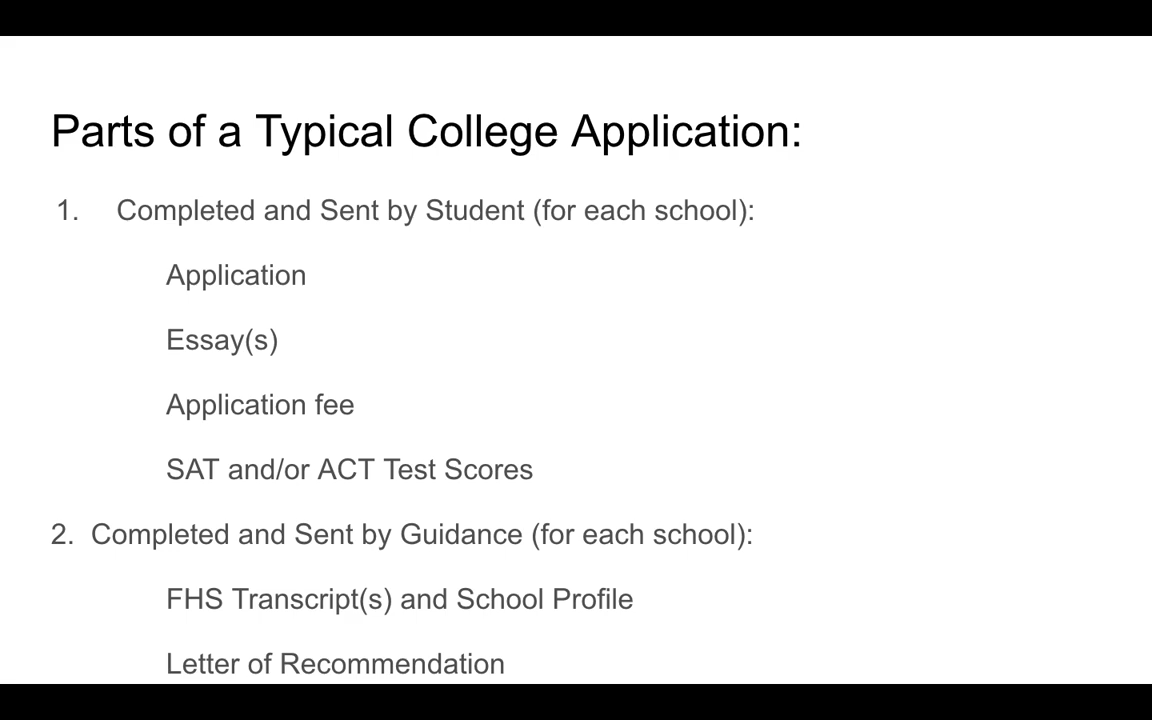 Parts of a Typical College Application:
1. Completed and Sent by Student (for each school):
Application
Essay(s)
Application fee
SAT and/or ACT Test Scores
2. Completed and Sent by Guidance (for each school):
FHS Transcript(s) and School Profile
Letter of Recommendation